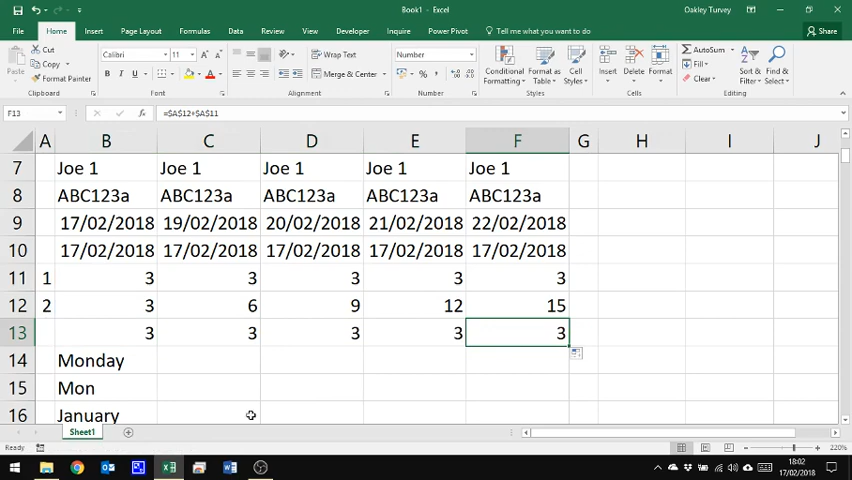 Book1 - Excel
Oakley Turvey
File Home Insert Page Layout Formulas Data Review View Developer Inquire Power Pivot Tell me what you want to do Share
Cut
Copy
Format Painter
Paste
Clipboard
Calibri 11
B I U
Font
Wrap Text
Merge & Center
Alignment
Number
Number
Conditional Formatting
Format as Table
Cell Styles
Styles
Insert Delete Format
Cells
AutoSum
Fill
Clear
Sort & Filter
Find & Select
Editing
F13 =$A$12+$A$11
A B C D E F G H I J
7 Joe 1 Joe 1 Joe 1 Joe 1 Joe 1
8 ABC123a ABC123a ABC123a ABC123a ABC123a
9 17/02/2018 19/02/2018 20/02/2018 21/02/2018 22/02/2018
10 17/02/2018 17/02/2018 17/02/2018 17/02/2018 17/02/2018
11 1 3 3 3 3 3
12 2 3 6 9 12 15
13 3 3 3 3 3
14 Monday
15 Mon
16 January
Sheet1
Ready
220%
18:02
17/02/2018